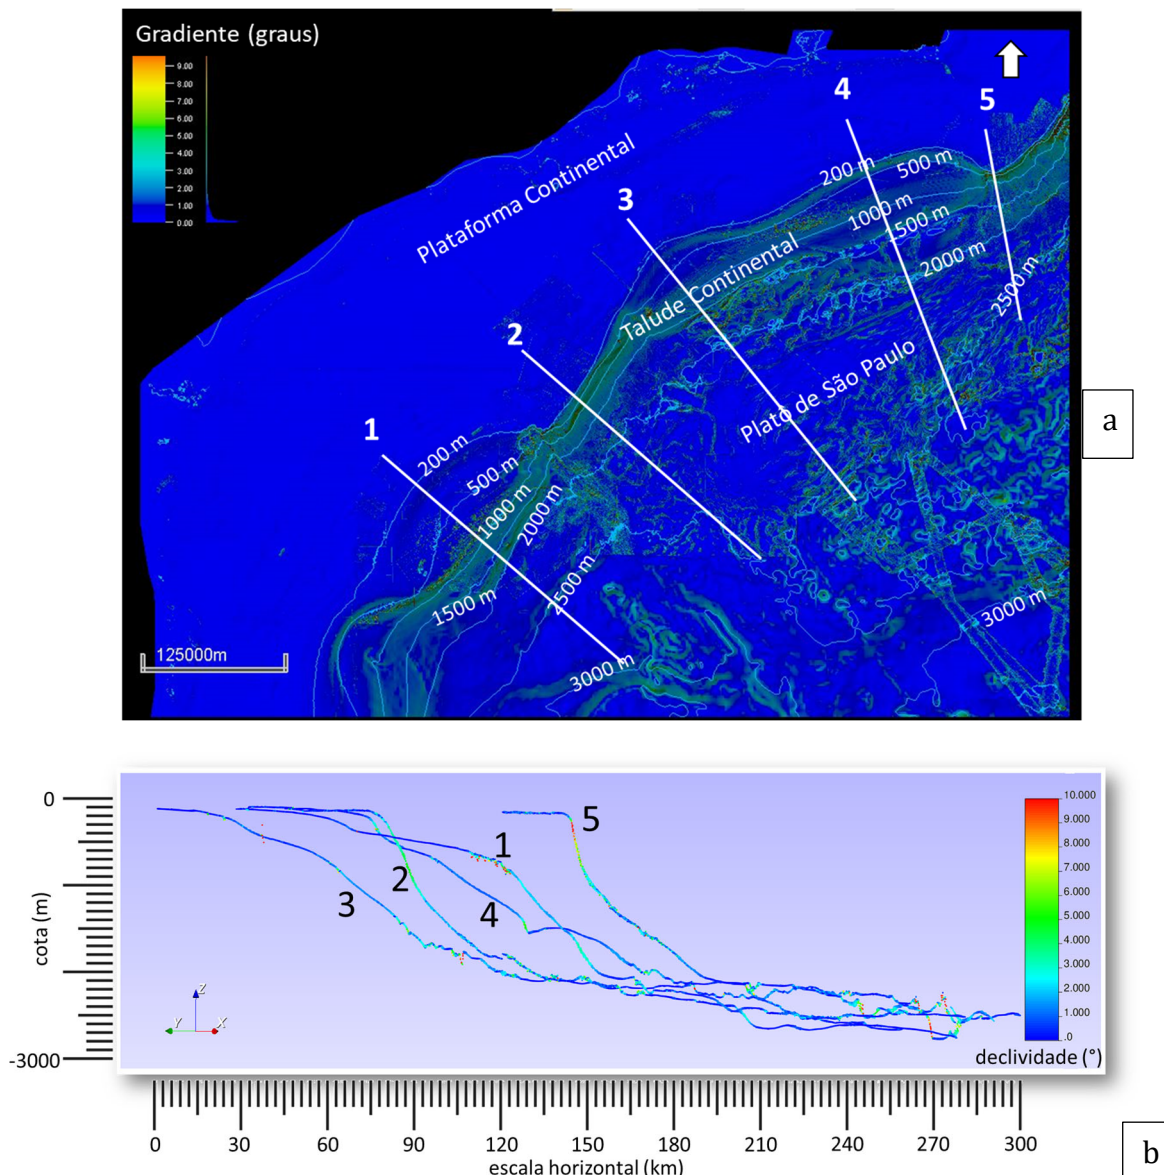 Gradiente (graus)
9.00
8.00
7.00
6.00
5.00
4.00
3.00
2.00
1.00
0.00
4
5
3
2
1
Plataforma Continental
Talude Continental
Platô de São Paulo
200 m
500 m
1000 m
1500 m
2000 m
2500 m
200 m
500 m
1000 m
2000 m
1500 m
2500 m
3000 m
3000 m
125000m
a
0
-3000
cota (m)
1
2
3
4
5
Z
Y
X
10.000
9.000
8.000
7.000
6.000
5.000
4.000
3.000
2.000
1.000
.0
declividade (°)
0 30 60 90 120 150 180 210 240 270 300
escala horizontal (km)
b